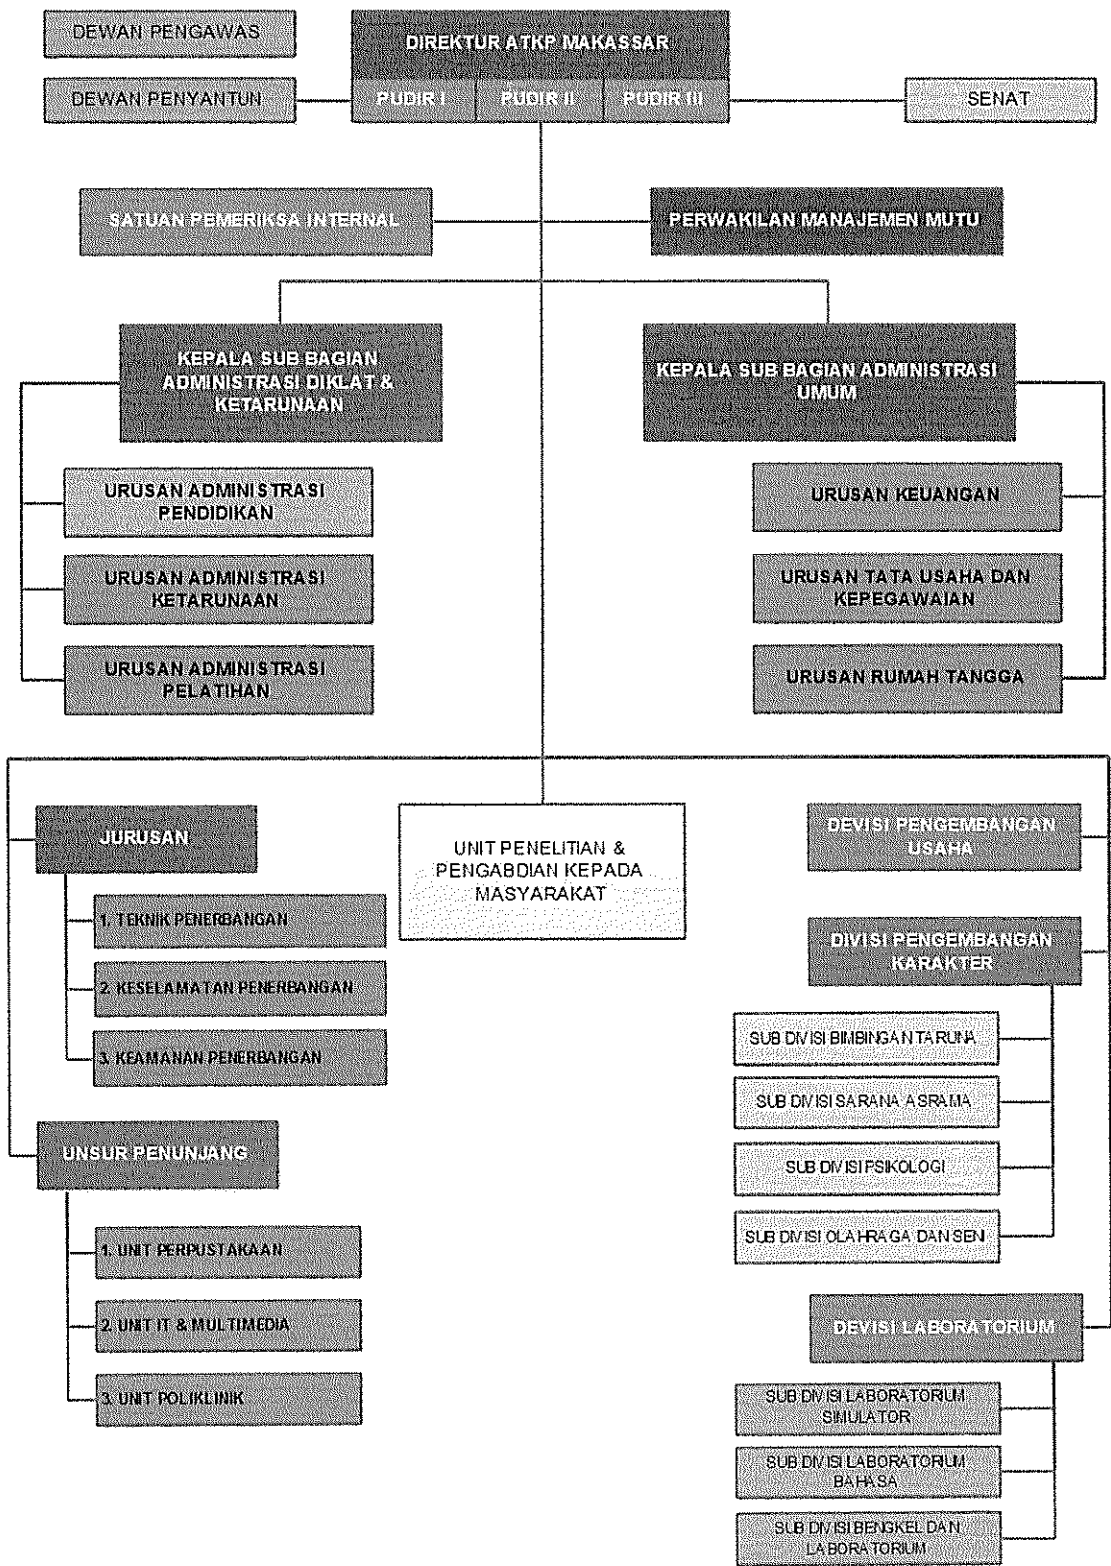 DEWAN PENGAWAS
DIREKTUR ATKP MAKASSAR
DEWAN PENYANTUN
PUDIR I
PUDIR II
PUDIR III
SENAT
SATUAN PEMERIKSA INTERNAL
PERWAKILAN MANAJEMEN MUTU
KEPALA SUB BAGIAN
ADMINISTRASI DIKLAT &
KETARUNAAN
KEPALA SUB BAGIAN ADMINISTRASI
UMUM
URUSAN ADMINISTRASI
PENDIDIKAN
URUSAN ADMINISTRASI
KETARUNAAN
URUSAN ADMINISTRASI
PELATIHAN
URUSAN KEUANGAN
URUSAN TATA USAHA DAN
KEPEGAWAIAN
URUSAN RUMAH TANGGA
JURUSAN
1. TEKNIK PENERBANGAN
2. KESELAMATAN PENERBANGAN
3. KEAMANAN PENERBANGAN
UNSUR PENUNJANG
1. UNIT PERPUSTAKAAN
2. UNIT IT & MULTIMEDIA
3. UNIT POLIKLINIK
UNIT PENELITIAN &
PENGABDIAN KEPADA
MASYARAKAT
DEVISI PENGEMBANGAN
USAHA
DIVISI PENGEMBANGAN
KARAKTER
SUB DIVISI BIMBINGAN TARUNA
SUB DIVISI SARANA ASRAMA
SUB DIVISI PSIKOLOGI
SUB DIVISI OLAHRAGA DAN SENI
DEVISI LABORATORIUM
SUB DIVISI LABORATORIUM
SIMULATOR
SUB DIVISI LABORATORIUM
BAHASA
SUB DIVISI BENGKEL DAN
LABORATORIUM